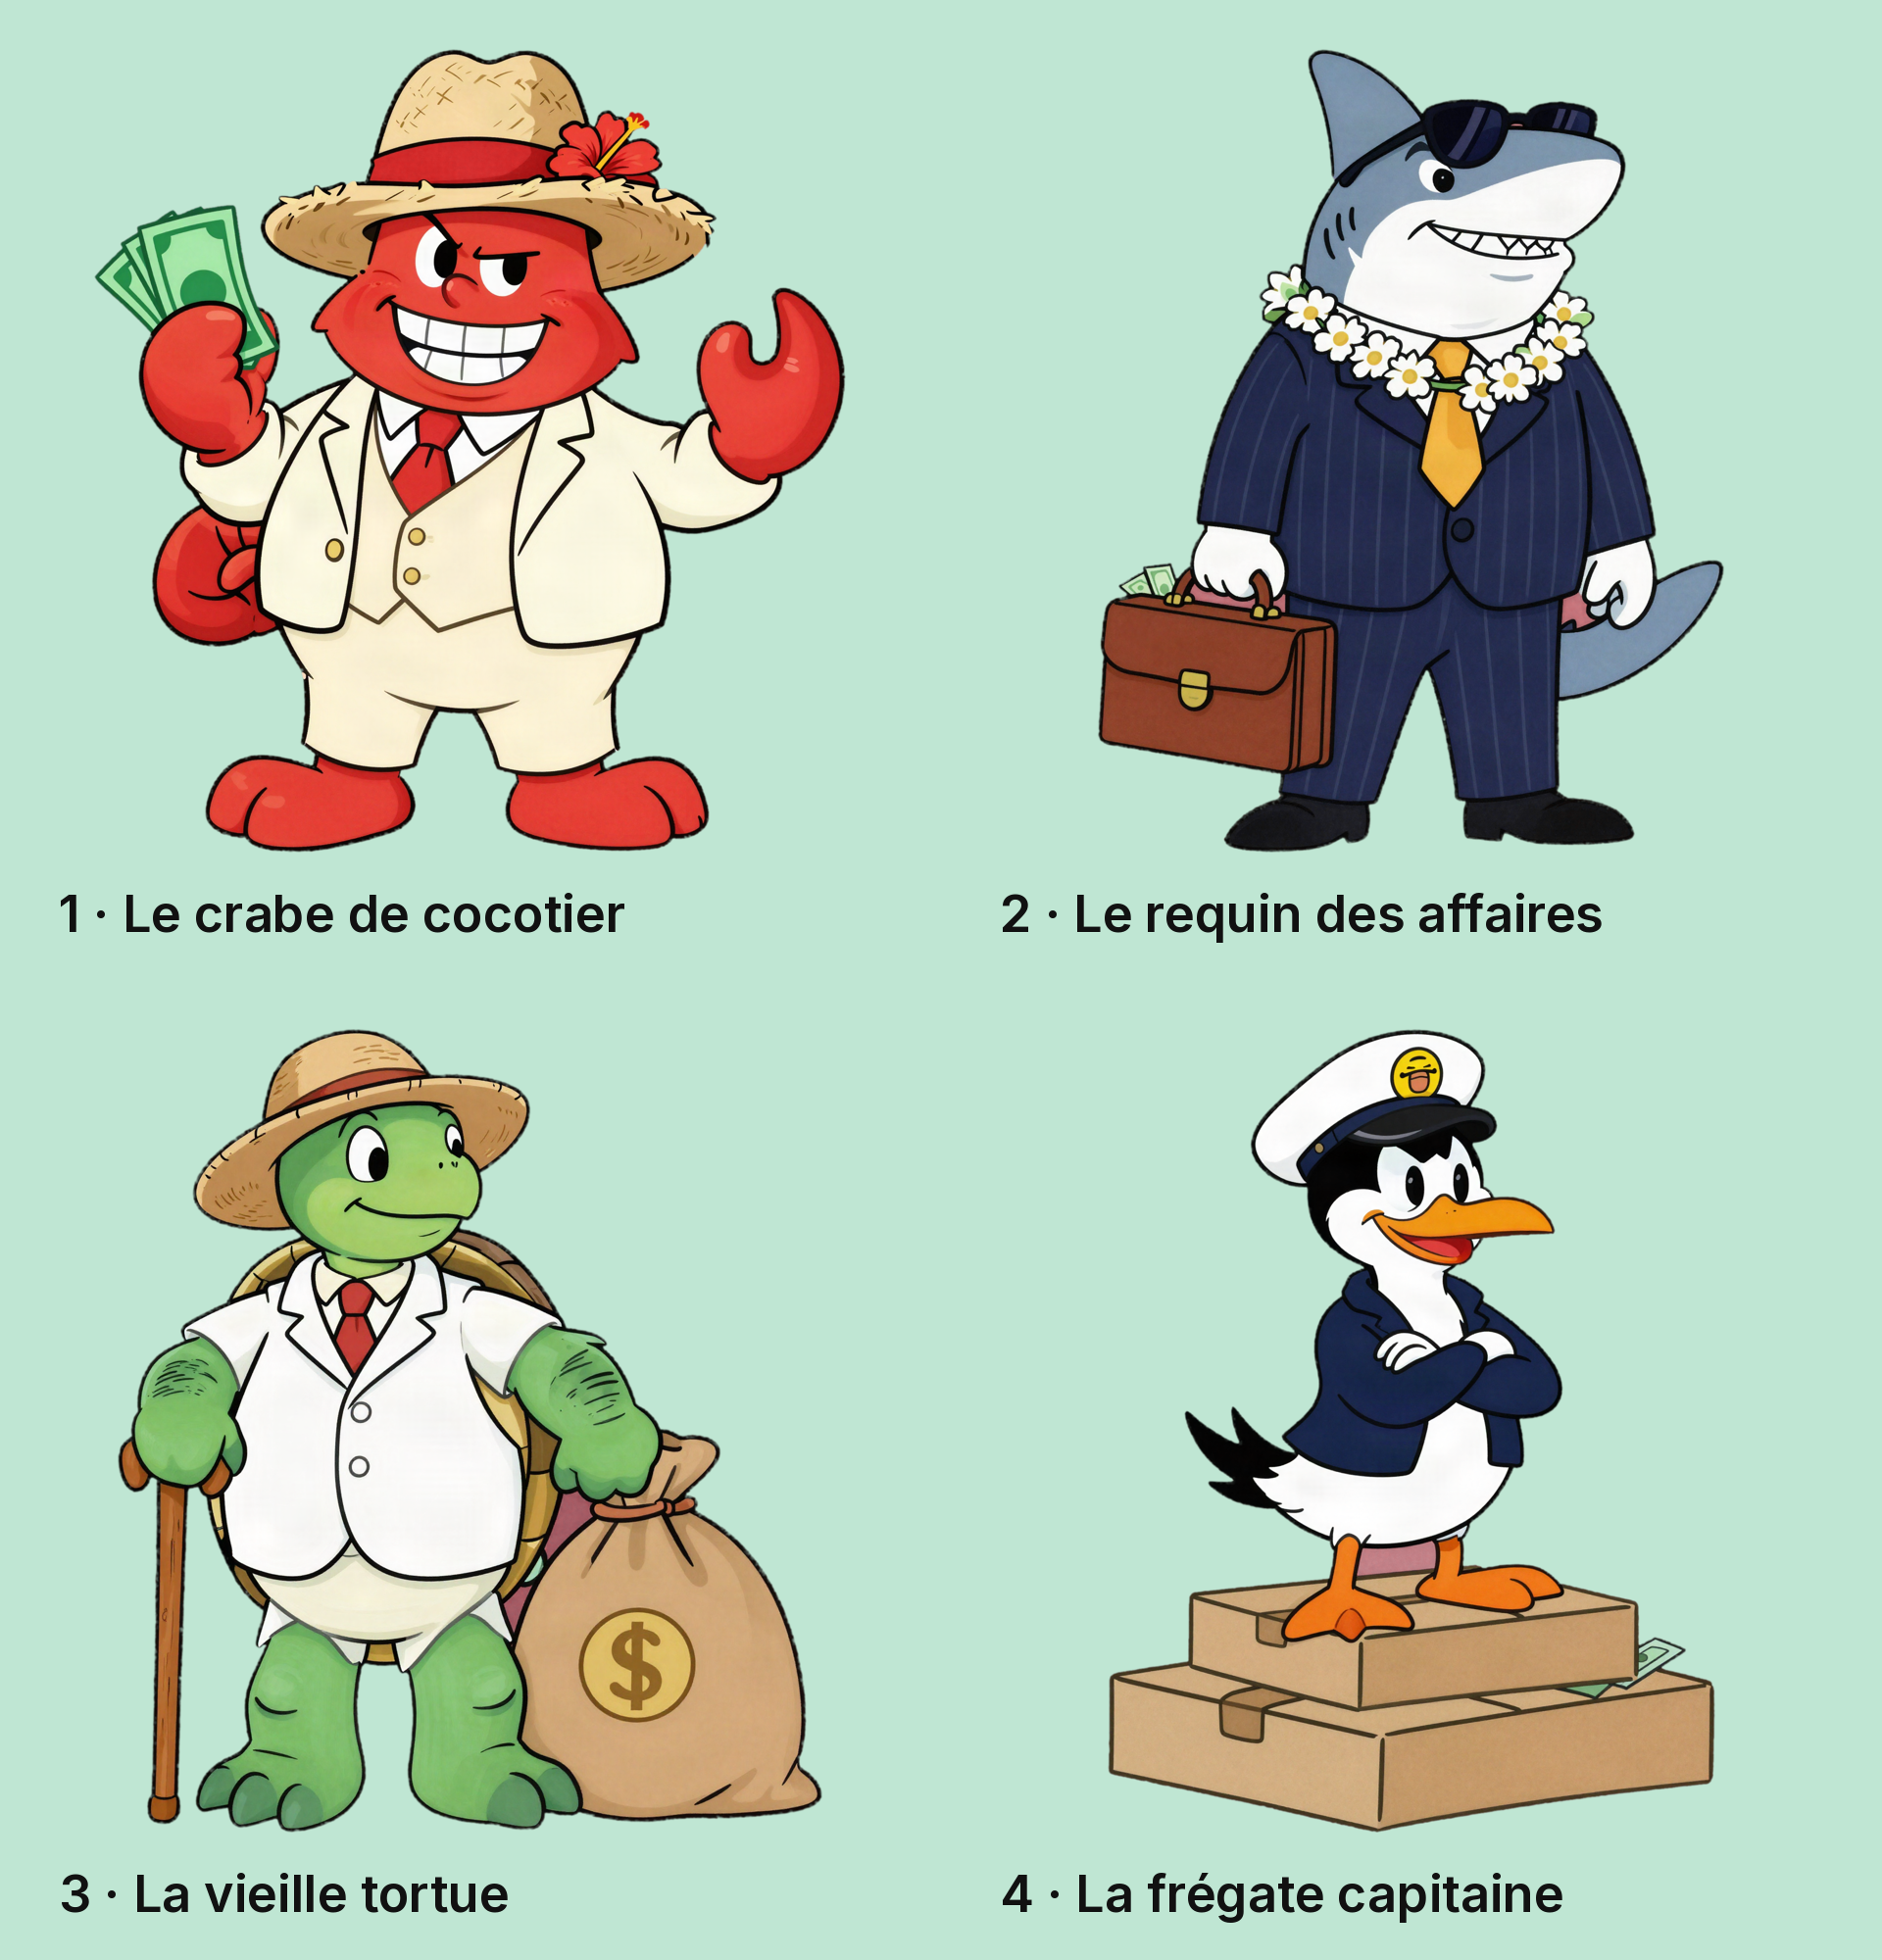 1 · Le crabe de cocotier
2 · Le requin des affaires
$
3 · La vieille tortue
4 · La frégate capitaine